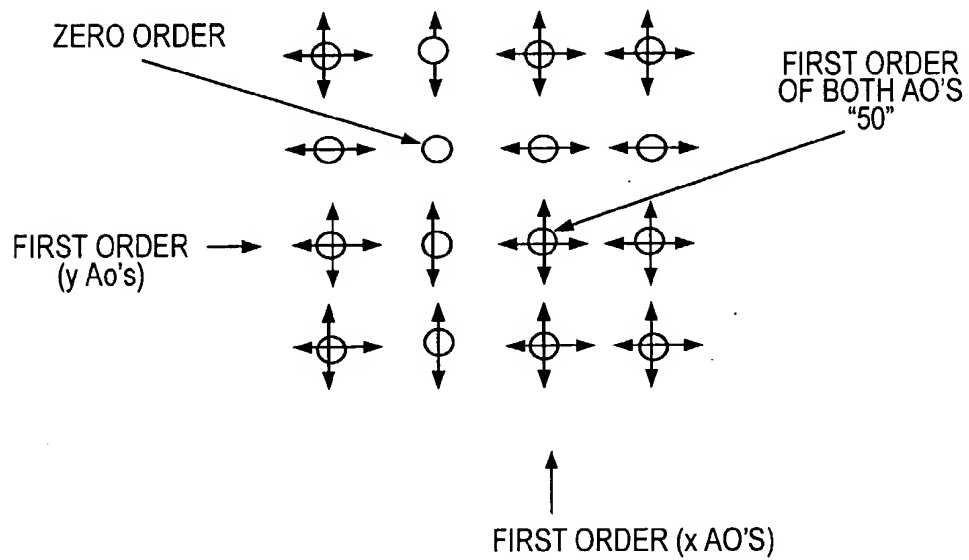 ZERO ORDER
FIRST ORDER
OF BOTH AO'S
"50"
FIRST ORDER
(y Ao's)
FIRST ORDER (x AO'S)